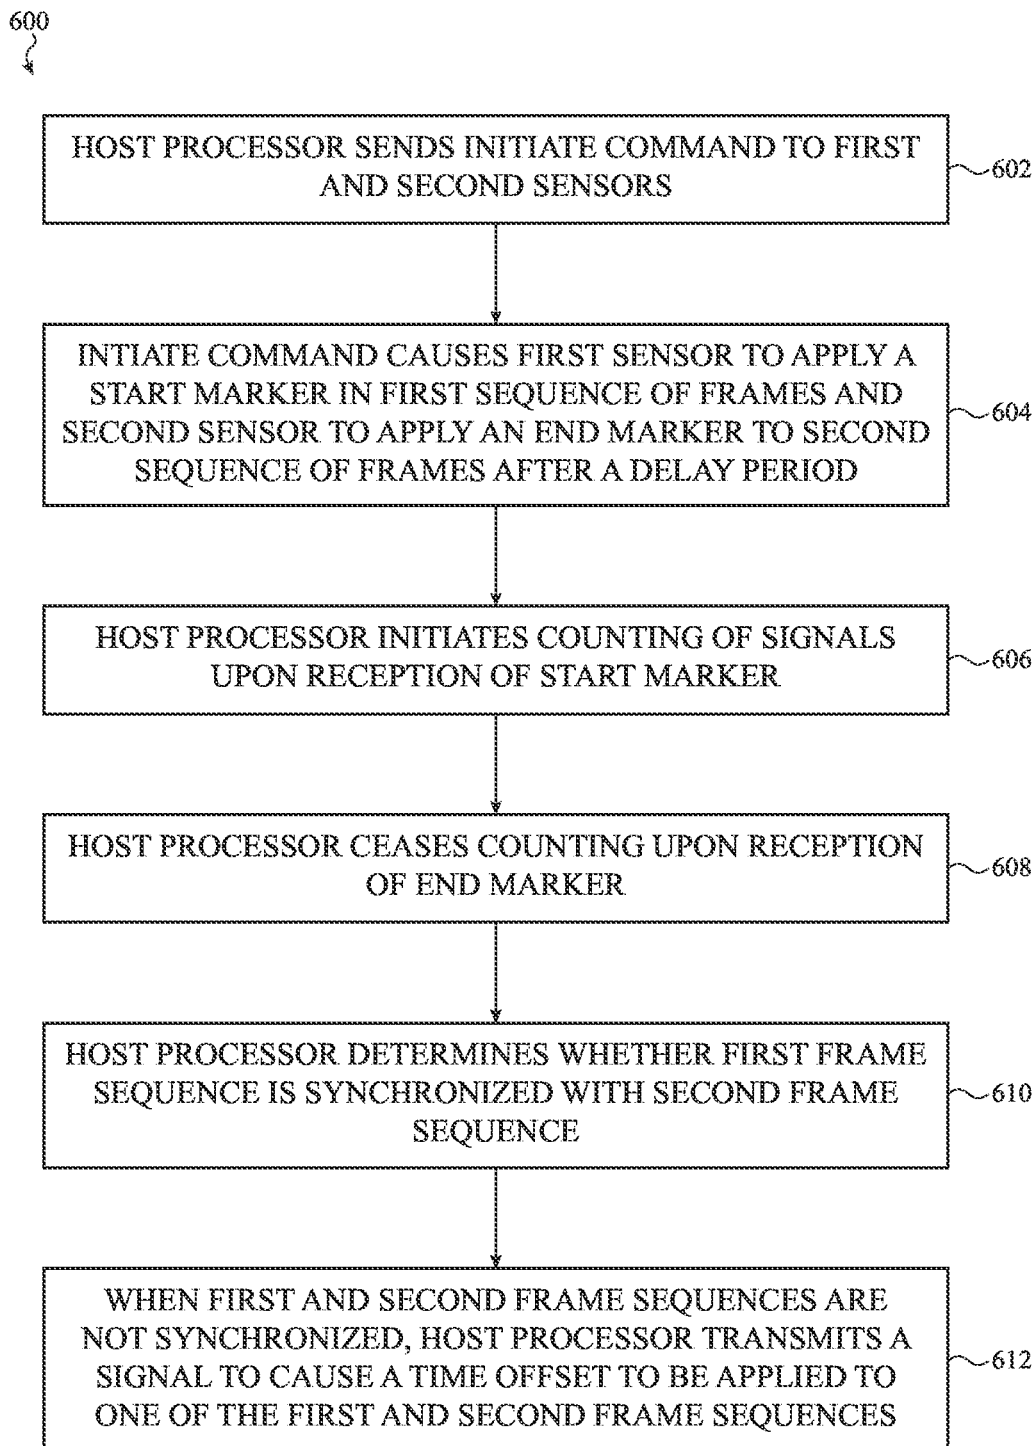 600
HOST PROCESSOR SENDS INITIATE COMMAND TO FIRST
AND SECOND SENSORS
602
INTIATE COMMAND CAUSES FIRST SENSOR TO APPLY A
START MARKER IN FIRST SEQUENCE OF FRAMES AND
SECOND SENSOR TO APPLY AN END MARKER TO SECOND
SEQUENCE OF FRAMES AFTER A DELAY PERIOD
604
HOST PROCESSOR INITIATES COUNTING OF SIGNALS
UPON RECEPTION OF START MARKER
606
HOST PROCESSOR CEASES COUNTING UPON RECEPTION
OF END MARKER
608
HOST PROCESSOR DETERMINES WHETHER FIRST FRAME
SEQUENCE IS SYNCHRONIZED WITH SECOND FRAME
SEQUENCE
610
WHEN FIRST AND SECOND FRAME SEQUENCES ARE
NOT SYNCHRONIZED, HOST PROCESSOR TRANSMITS A
SIGNAL TO CAUSE A TIME OFFSET TO BE APPLIED TO
ONE OF THE FIRST AND SECOND FRAME SEQUENCES
612